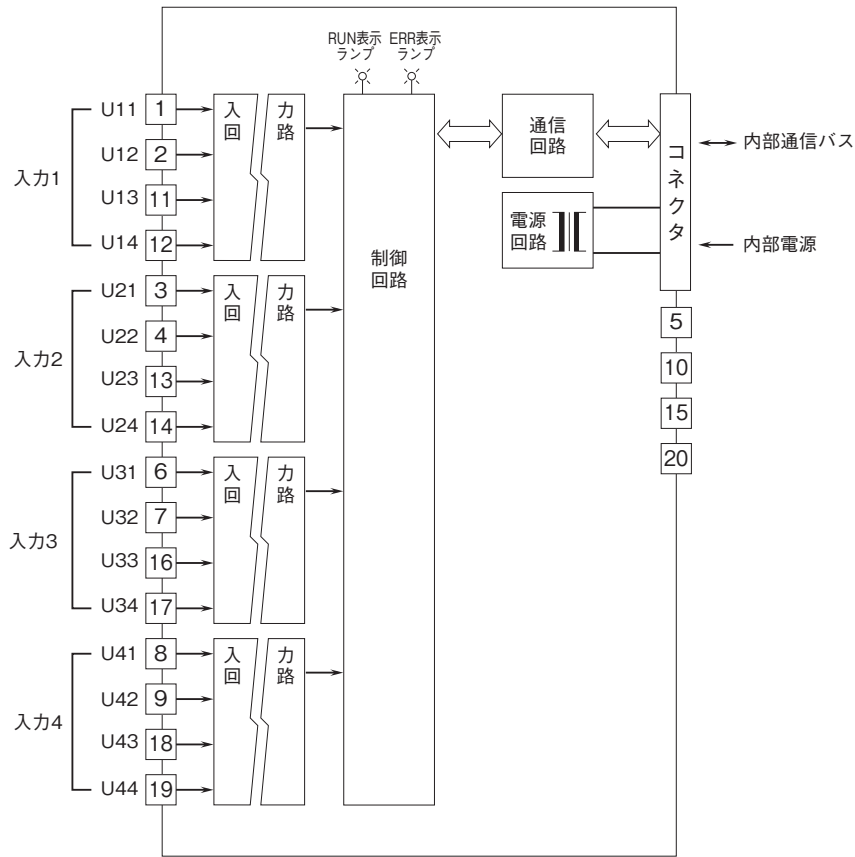 RUN表示
ランプ
ERR表示
ランプ
入力1
U11 1
U12 2
U13 11
U14 12
入 力
回 路
入力2
U21 3
U22 4
U23 13
U24 14
入 力
回 路
入力3
U31 6
U32 7
U33 16
U34 17
入 力
回 路
入力4
U41 8
U42 9
U43 18
U44 19
入 力
回 路
制御
回路
通信
回路
電源
回路
コネクタ
内部通信バス
内部電源
5
10
15
20